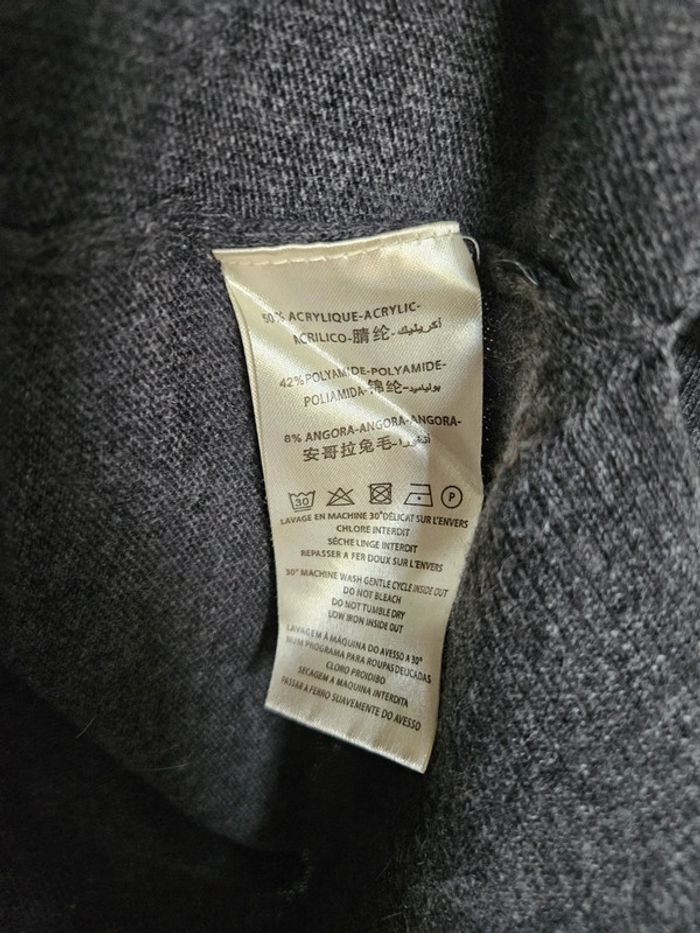 50% ACRYLIQUE-ACRYLIC-
ACRILICO-腈纶-أكريليك
42% POLYAMIDE-POLYAMIDE-
POLIAMIDA-锦纶-بولياميد
8% ANGORA-ANGORA-ANGORA-
安哥拉兔毛-أنغورا
30 P
LAVAGE EN MACHINE 30°DÉLICAT SUR L'ENVERS
CHLORE INTERDIT
SÈCHE LINGE INTERDIT
REPASSER A FER DOUX SUR L'ENVERS
30° MACHINE WASH GENTLE CYCLE INSIDE OUT
DO NOT BLEACH
DO NOT TUMBLE DRY
LOW IRON INSIDE OUT
LAVAGEM À MÁQUINA DO AVESSO A 30°
NUM PROGRAMA PARA ROUPAS DELICADAS
CLORO PROIDIBO
SECAGEM A MAQUINA INTERDITA
PASSAR A FERRO SUAVEMENTE DO AVESSO